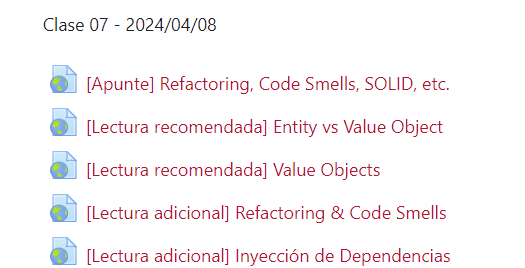 Clase 07 - 2024/04/08
[Apunte] Refactoring, Code Smells, SOLID, etc.
[Lectura recomendada] Entity vs Value Object
[Lectura recomendada] Value Objects
[Lectura adicional] Refactoring & Code Smells
[Lectura adicional] Inyección de Dependencias